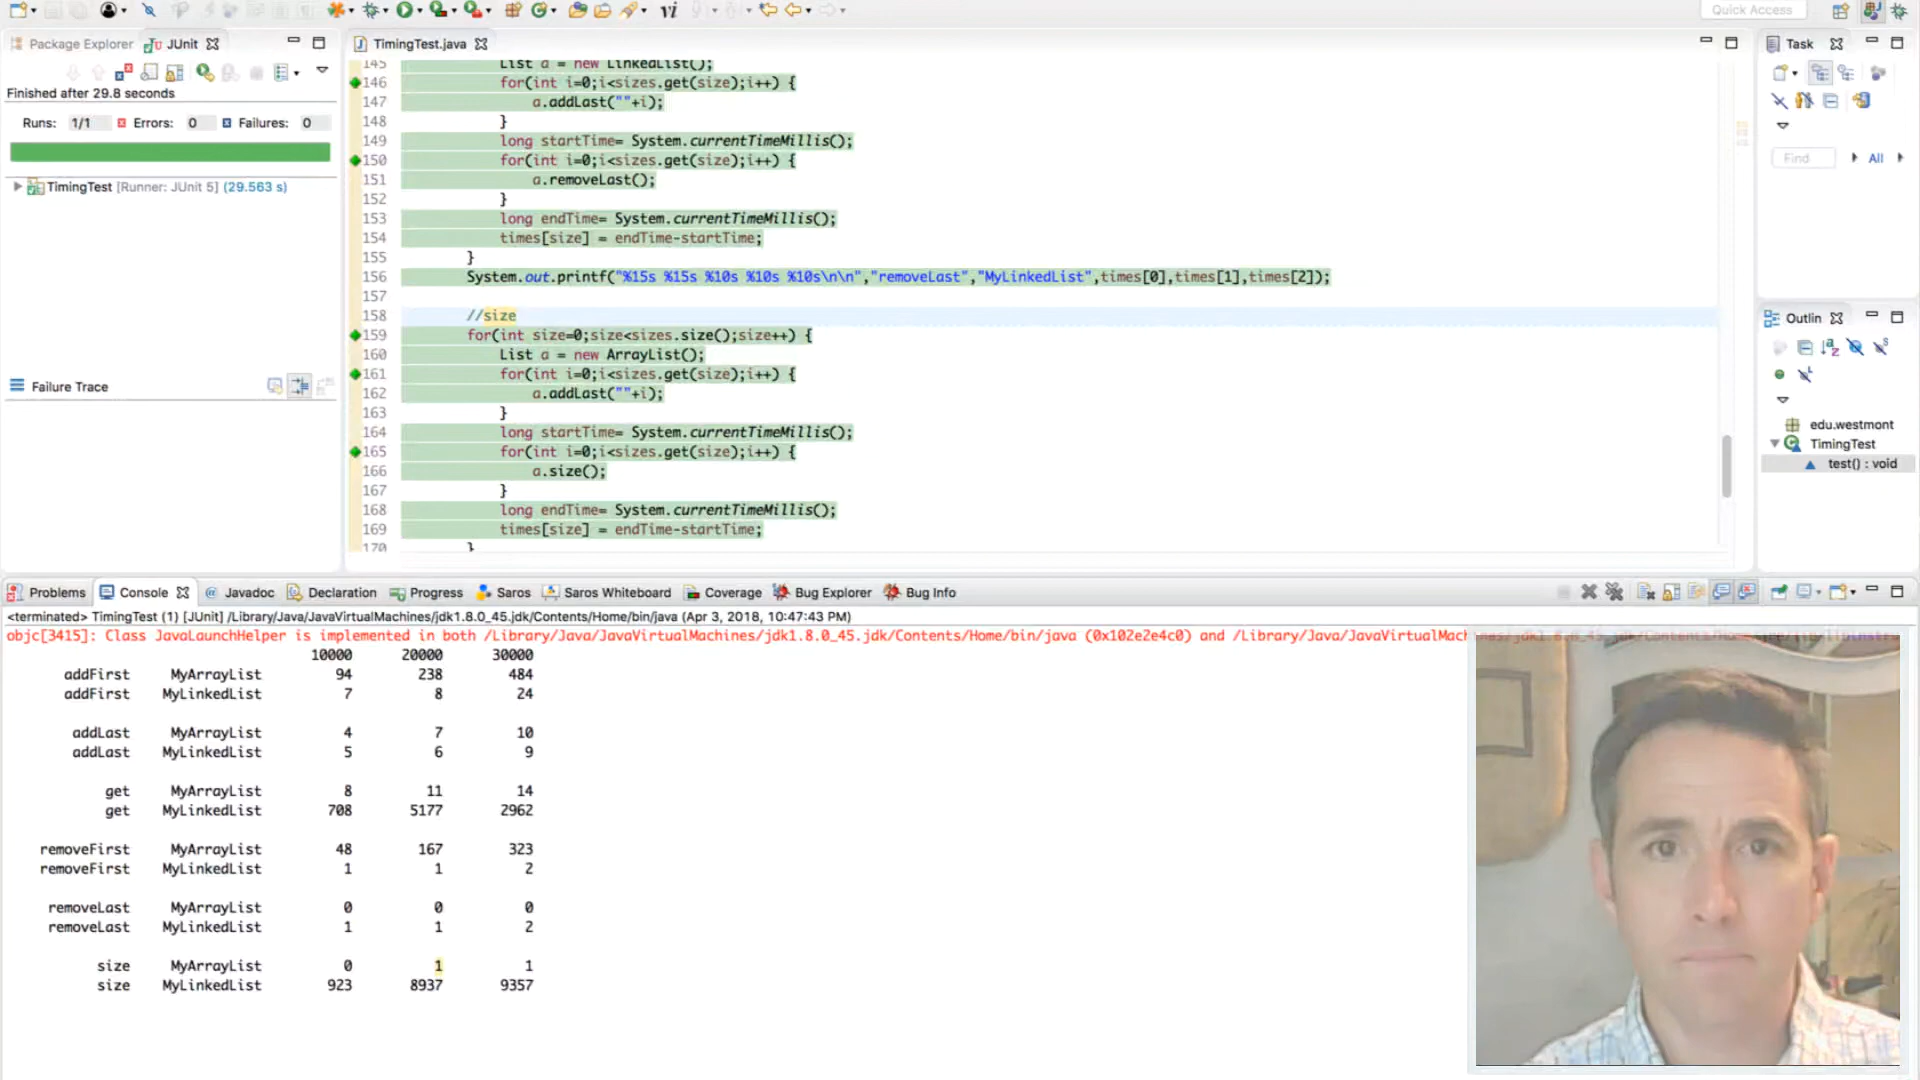 Quick Access
Package Explorer
JUnit
Finished after 29.8 seconds
Runs: 1/1 Errors: 0 Failures: 0
TimingTest [Runner: JUnit 5] (29.563 s)
Failure Trace
TimingTest.java
145 List a = new LinkedList();
146 for(int i=0;i<sizes.get(size);i++) {
147 a.addLast(""+i);
148 }
149 long startTime= System.currentTimeMillis();
150 for(int i=0;i<sizes.get(size);i++) {
151 a.removeLast();
152 }
153 long endTime= System.currentTimeMillis();
154 times[size] = endTime-startTime;
155 }
156 System.out.printf("%15s %15s %10s %10s %10s\n\n","removeLast","MyLinkedList",times[0],times[1],times[2]);
157
158 //size
159 for(int size=0;size<sizes.size();size++) {
160 List a = new ArrayList();
161 for(int i=0;i<sizes.get(size);i++) {
162 a.addLast(""+i);
163 }
164 long startTime= System.currentTimeMillis();
165 for(int i=0;i<sizes.get(size);i++) {
166 a.size();
167 }
168 long endTime= System.currentTimeMillis();
169 times[size] = endTime-startTime;
170 }
Task
Find
All
Outlin
edu.westmont
TimingTest
test() : void
Problems Console Javadoc Declaration Progress Saros Saros Whiteboard Coverage Bug Explorer Bug Info
<terminated> TimingTest (1) [JUnit] /Library/Java/JavaVirtualMachines/jdk1.8.0_45.jdk/Contents/Home/bin/java (Apr 3, 2018, 10:47:43 PM)
objc[3415]: Class JavaLaunchHelper is implemented in both /Library/Java/JavaVirtualMachines/jdk1.8.0_45.jdk/Contents/Home/bin/java (0x102e2e4c0) and /Library/Java/JavaVirtualMachines/jdk1.8.0_45.jdk/Contents/Home
10000 20000 30000
addFirst MyArrayList 94 238 484
addFirst MyLinkedList 7 8 24
addLast MyArrayList 4 7 10
addLast MyLinkedList 5 6 9
get MyArrayList 8 11 14
get MyLinkedList 708 5177 2962
removeFirst MyArrayList 48 167 323
removeFirst MyLinkedList 1 1 2
removeLast MyArrayList 0 0 0
removeLast MyLinkedList 1 1 2
size MyArrayList 0 1 1
size MyLinkedList 923 8937 9357